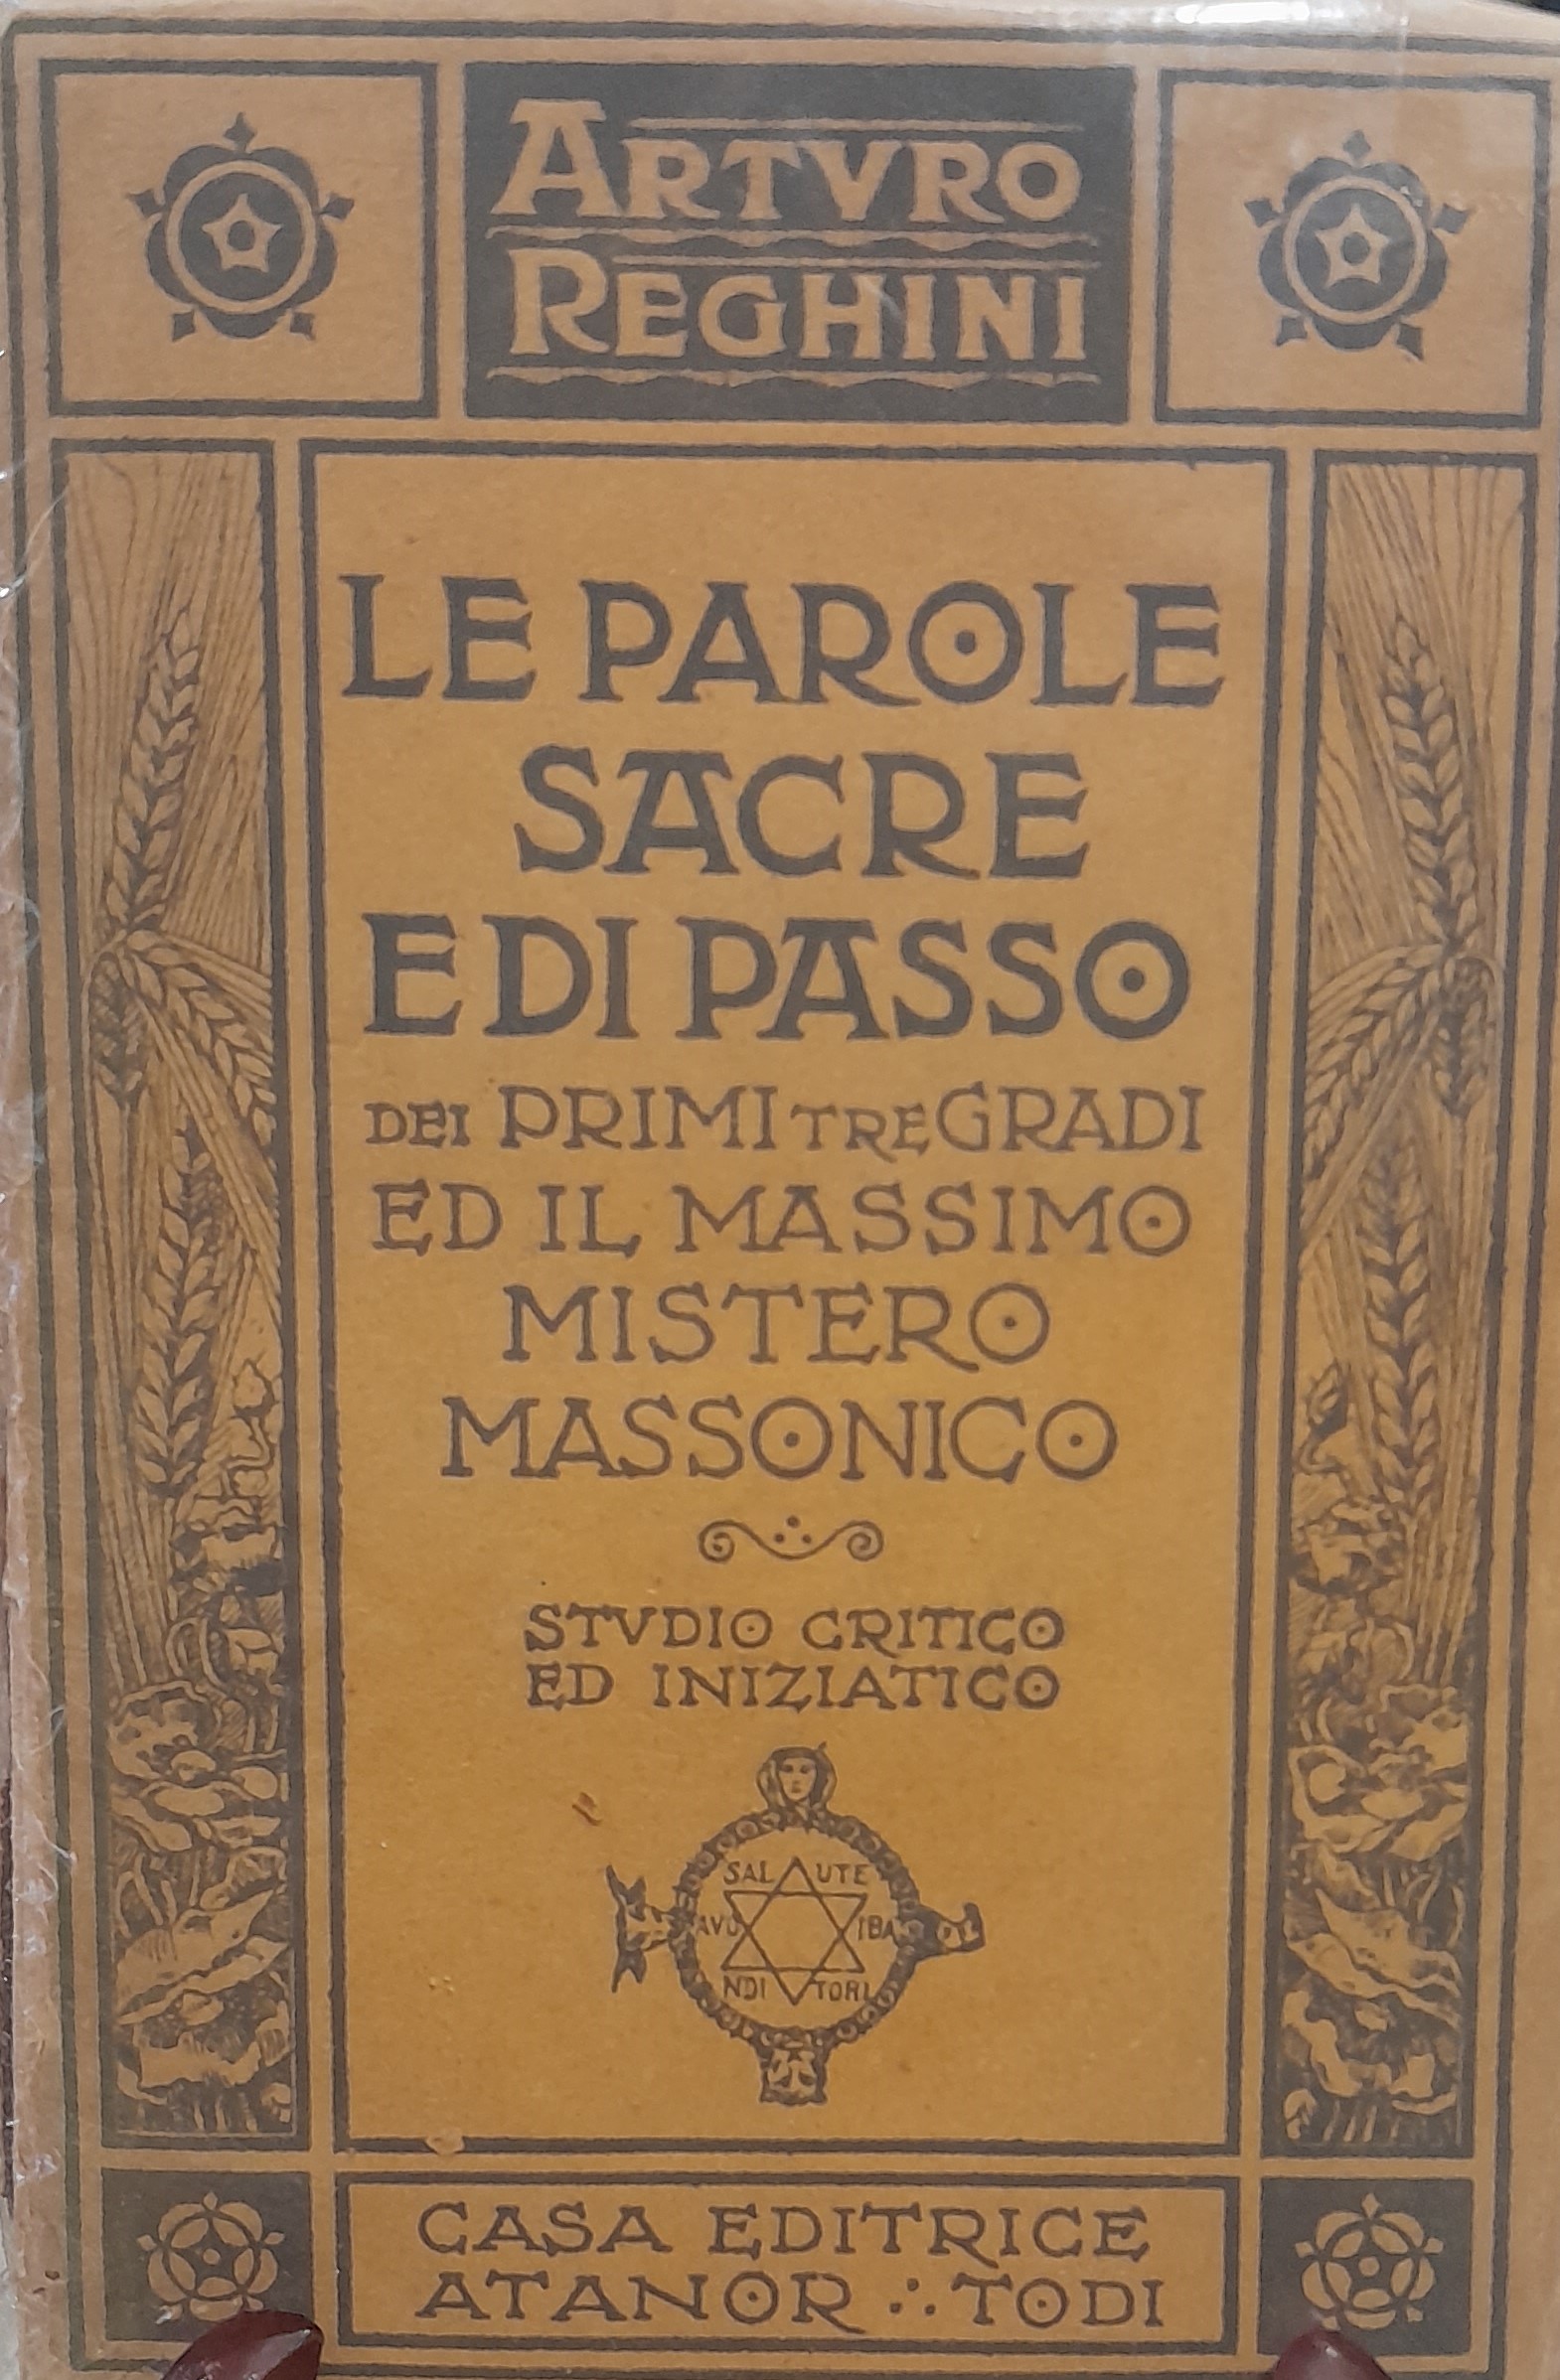 ARTVRO
REGHINI
LE PAROLE
SACRE
E DI PASSO
DEI PRIMI TRE GRADI
ED IL MASSIMO
MISTERO
MASSONICO
STVDIO CRITICO
ED INIZIATICO
SAL UTE
AVO IBA
NDI TORI
CASA EDITRICE
ATANOR ∴ TODI